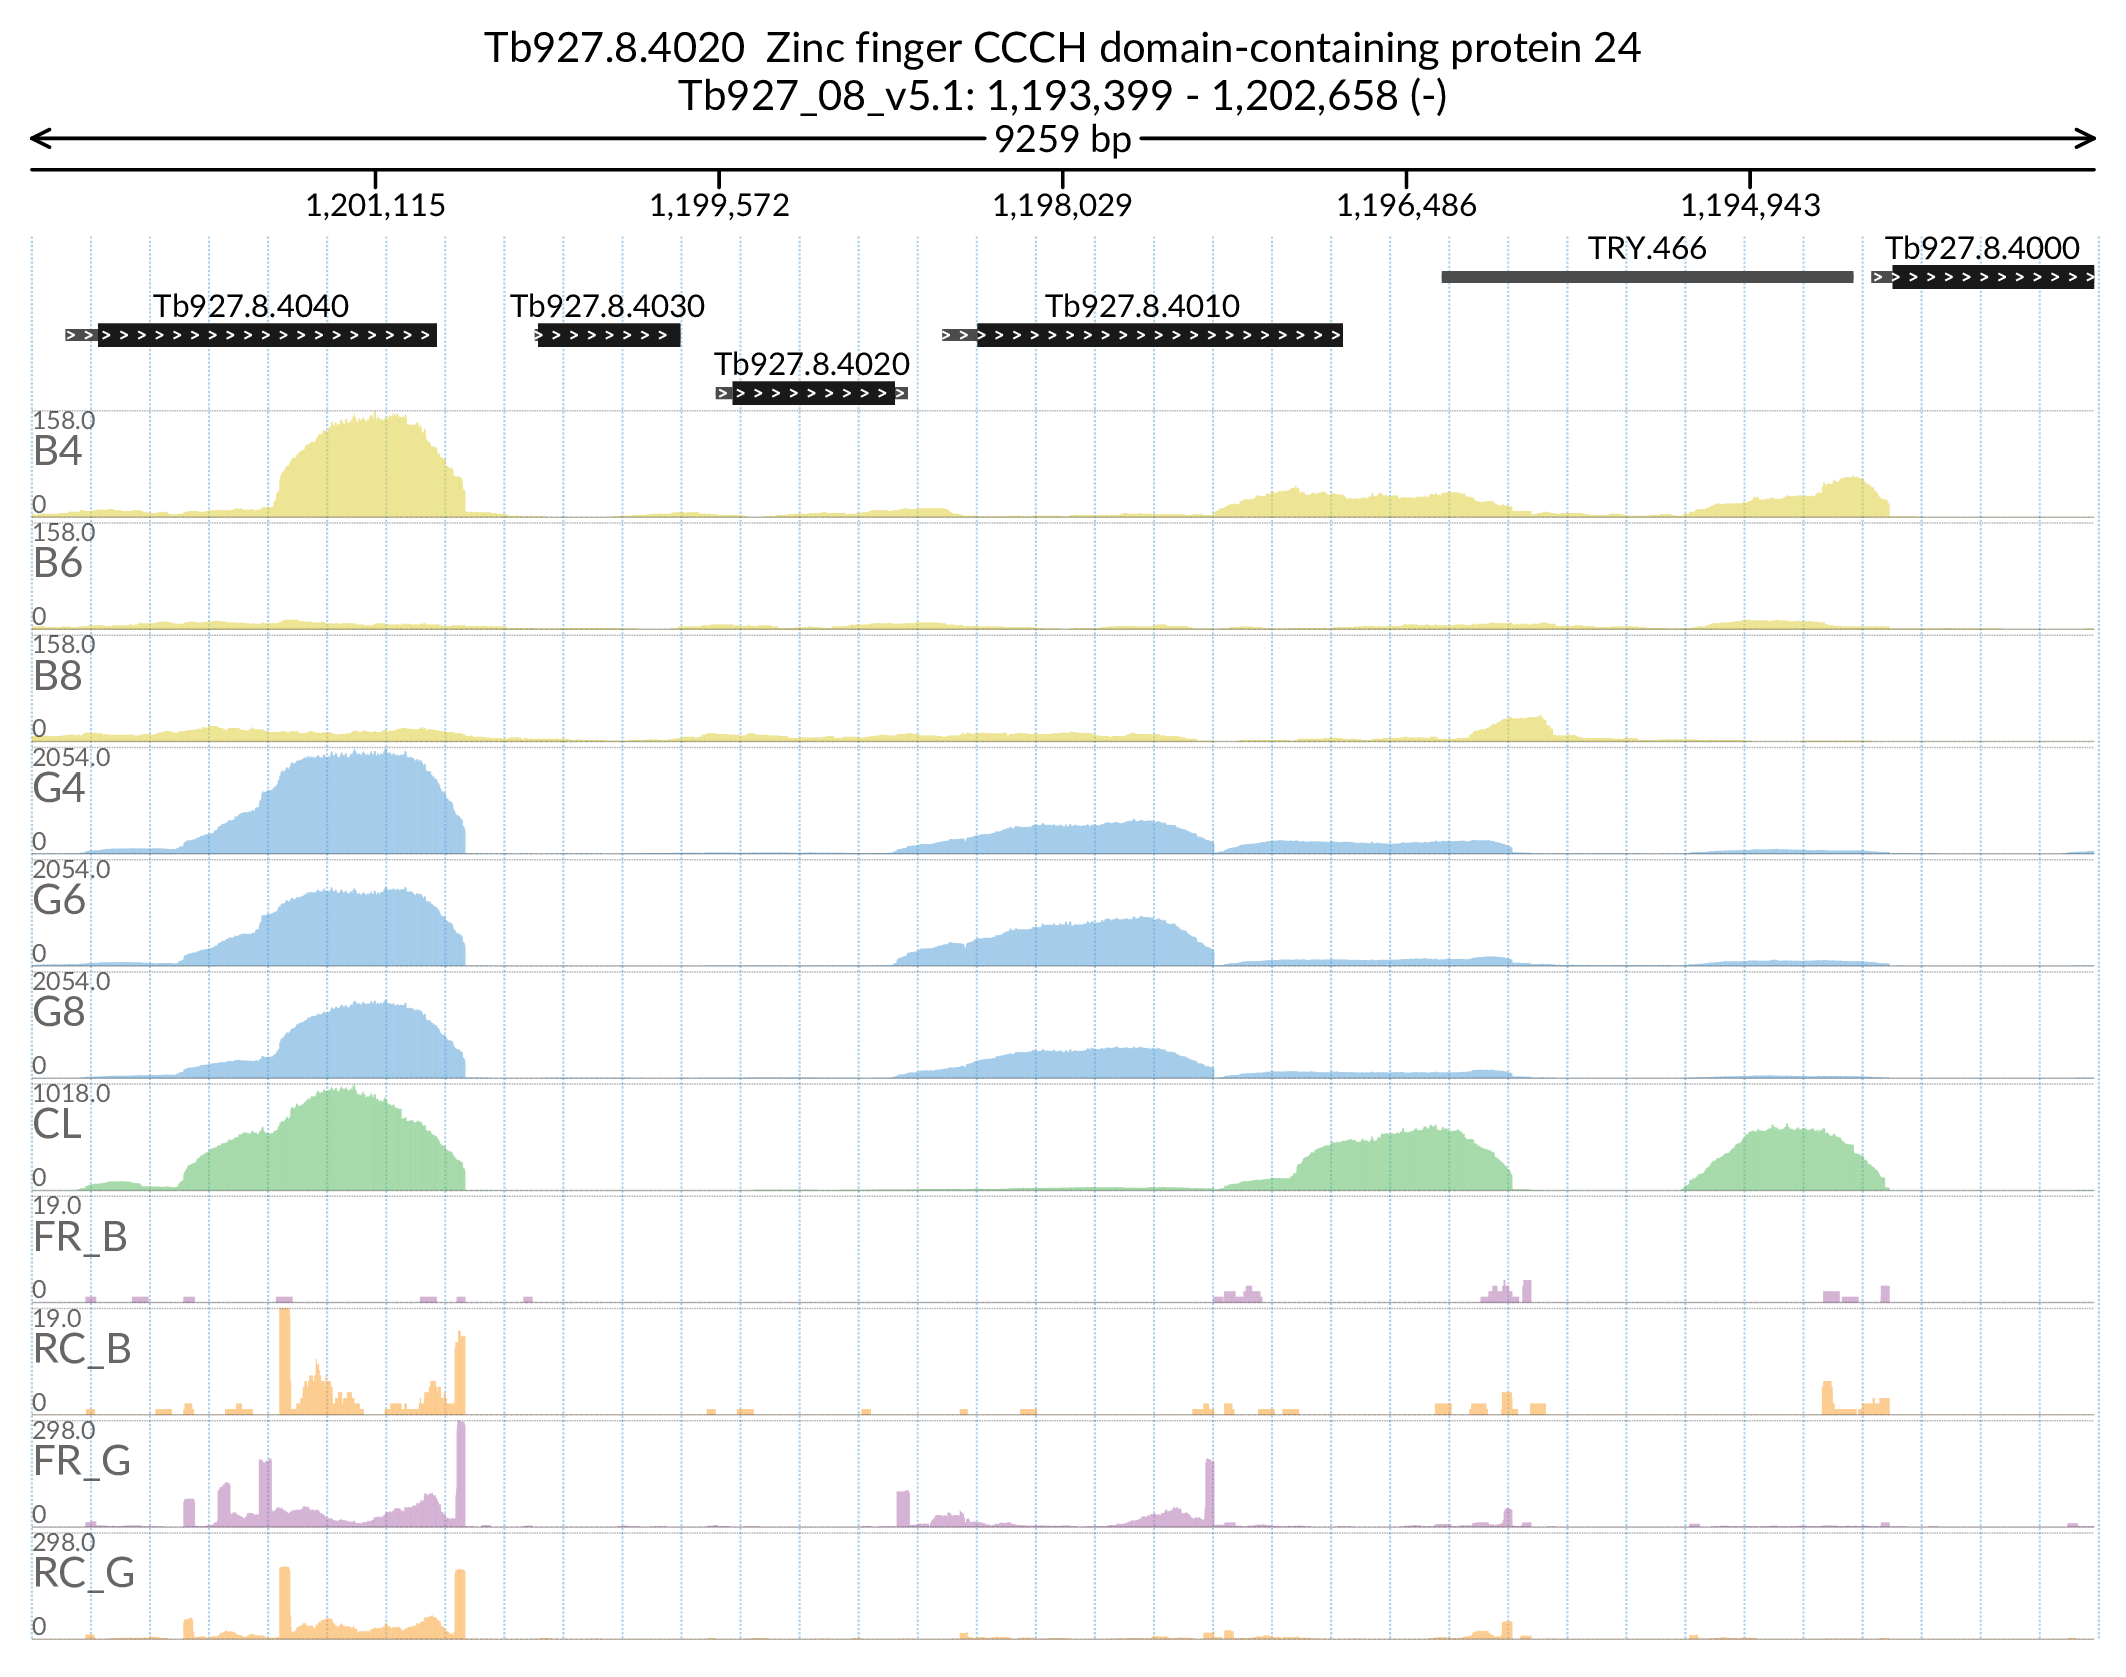 Tb927.8.4020 Zinc finger CCCH domain-containing protein 24
Tb927_08_v5.1: 1,193,399 - 1,202,658 (-)
9259 bp
1,201,115 1,199,572 1,198,029 1,196,486 1,194,943
TRY.466 Tb927.8.4000
Tb927.8.4040 Tb927.8.4030 Tb927.8.4010
Tb927.8.4020
158.0
B4
0
158.0
B6
0
158.0
B8
0
2054.0
G4
0
2054.0
G6
0
2054.0
G8
0
1018.0
CL
0
19.0
FR_B
0
19.0
RC_B
0
298.0
FR_G
0
298.0
RC_G
0